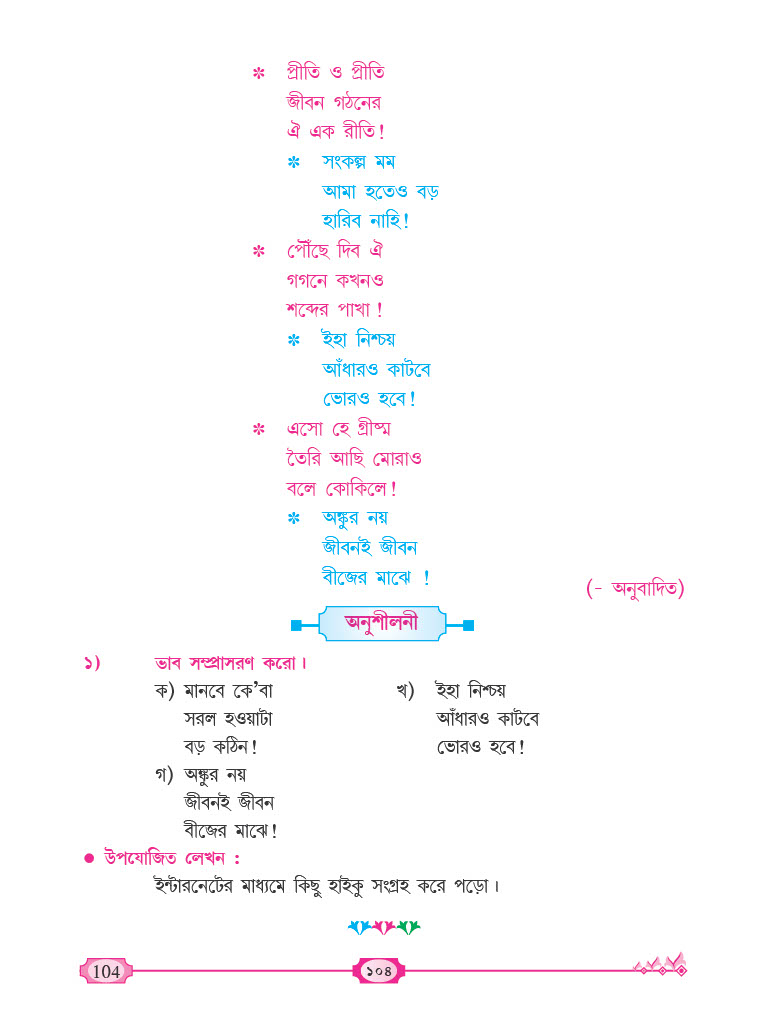 ✽ প্রীতি ও প্রীতি
জীবন গঠনের
ঐ এক রীতি!
✽ সংকল্প মম
আমা হতেও বড়
হারিব নাহি!
✽ পৌঁছে দিব ঐ
গগনে কখনও
শব্দের পাখা!
✽ ইহা নিশ্চয়
আঁধারও কাটবে
ভোরও হবে!
✽ এসো হে গ্রীষ্ম
তৈরি আছি মোরাও
বলে কোকিলে!
✽ অঙ্কুর নয়
জীবনই জীবন
বীজের মাঝে !
(- অনুবাদিত)
অনুশীলনী
১) ভাব সম্প্রাসরণ করো।
ক) মানবে কে’বা খ) ইহা নিশ্চয়
সরল হওয়াটা আঁধারও কাটবে
বড় কঠিন! ভোরও হবে!
গ) অঙ্কুর নয়
জীবনই জীবন
বীজের মাঝে!
● উপযোজিত লেখন :
ইন্টারনেটের মাধ্যমে কিছু হাইকু সংগ্রহ করে পড়ো।
104 ১০৪